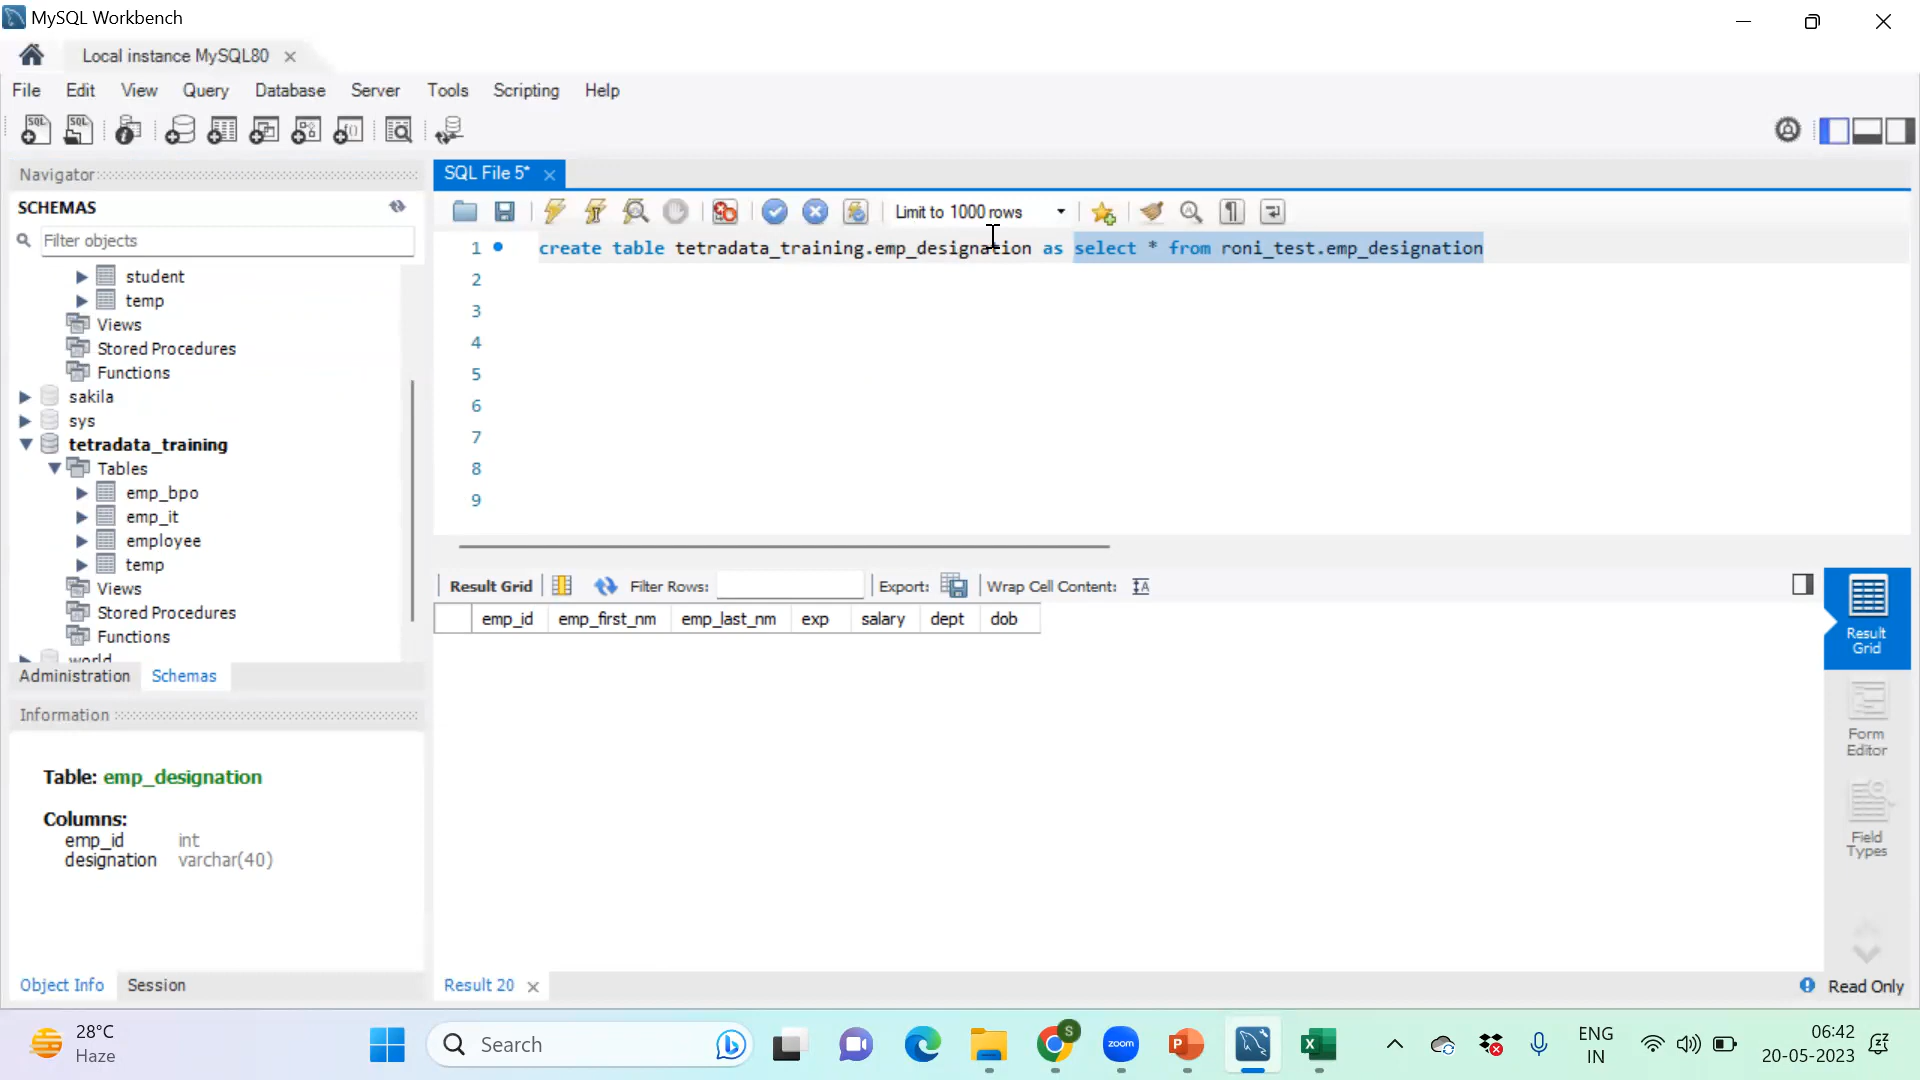 MySQL Workbench
Local instance MySQL80
File Edit View Query Database Server Tools Scripting Help
Navigator
SCHEMAS
Filter objects
student
temp
Views
Stored Procedures
Functions
sakila
sys
tetradata_training
Tables
emp_bpo
emp_it
employee
temp
Views
Stored Procedures
Functions
world
Administration Schemas
Information
Table: emp_designation
Columns:
emp_id int
designation varchar(40)
Object Info Session
SQL File 5*
Limit to 1000 rows
1 create table tetradata_training.emp_designation as select * from roni_test.emp_designation
2
3
4
5
6
7
8
9
Result Grid Filter Rows: Export: Wrap Cell Content:
emp_id emp_first_nm emp_last_nm exp salary dept dob
Result Grid
Form Editor
Field Types
Result 20
Read Only
28°C
Haze
Search
S
zoom
ENG
IN
06:42
20-05-2023